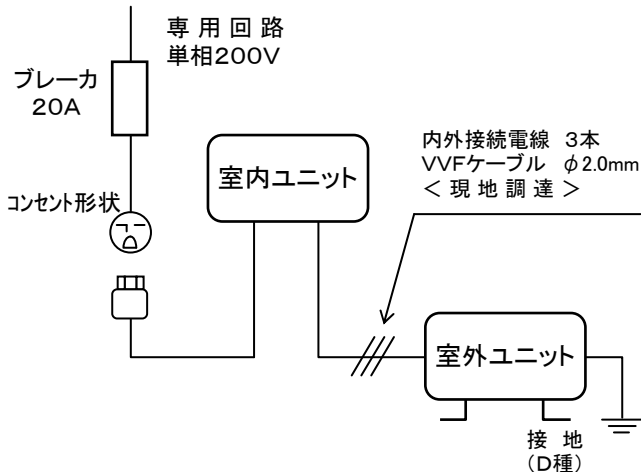 専用回路
単相200V
ブレーカ
20A
コンセント形状
室内ユニット
内外接続電線 3本
VVFケーブル φ2.0mm
<現地調達>
室外ユニット
接地
(D種)